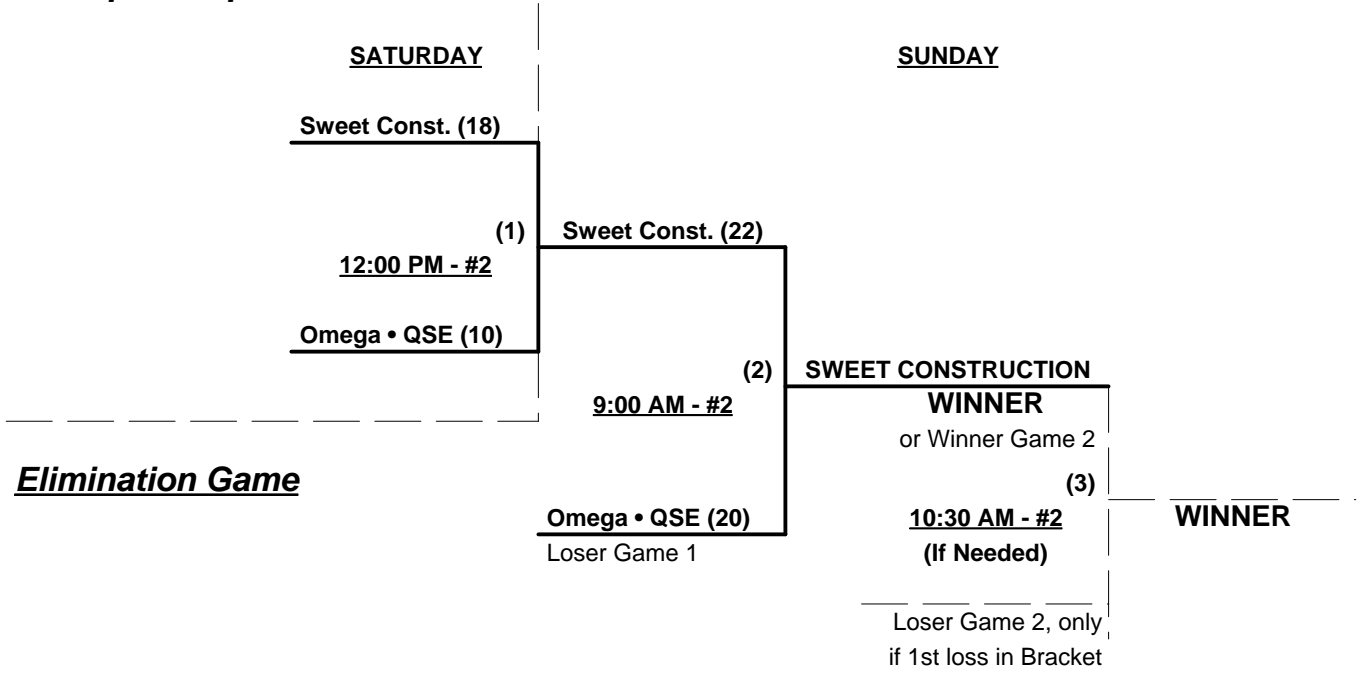 SATURDAY
SUNDAY
Sweet Const. (18)
(1)
Sweet Const. (22)
12:00 PM - #2
Omega • QSE (10)
(2)
SWEET CONSTRUCTION
9:00 AM - #2
WINNER
or Winner Game 2
Elimination Game
(3)
Omega • QSE (20)
10:30 AM - #2
WINNER
Loser Game 1
(If Needed)
Loser Game 2, only
if 1st loss in Bracket